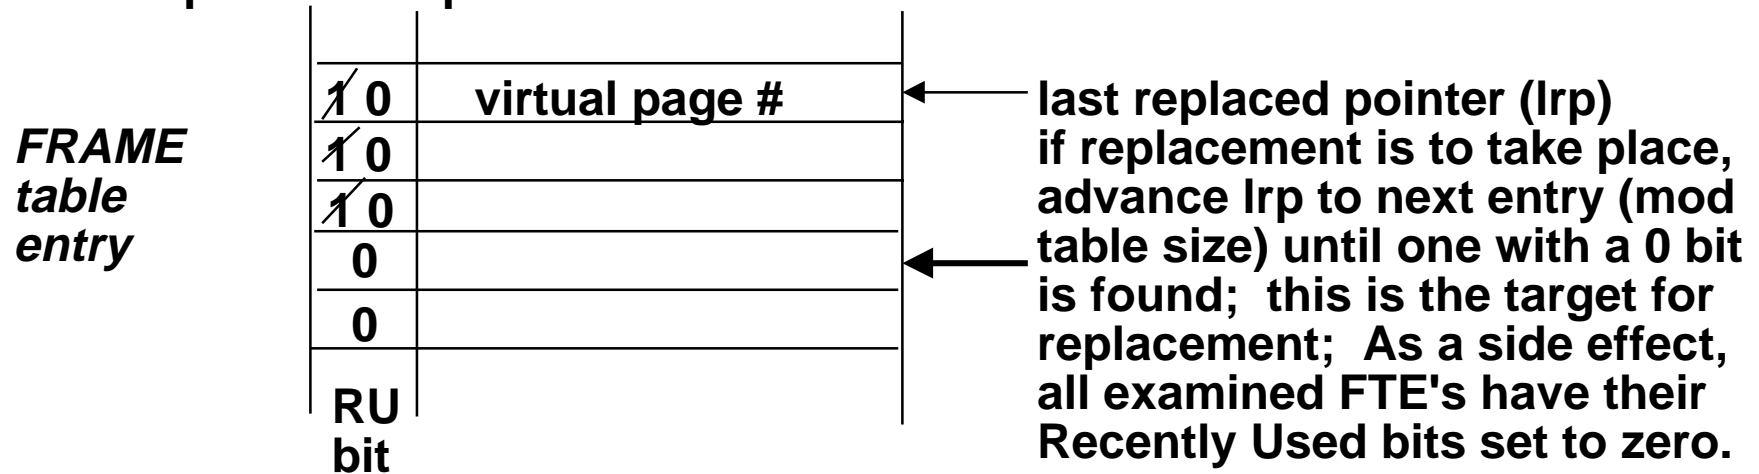 1 0 virtual page #
1 0
1 0
0
0
RU
bit
FRAME
table
entry
last replaced pointer (lrp)
if replacement is to take place,
advance lrp to next entry (mod
table size) until one with a 0 bit
is found; this is the target for
replacement; As a side effect,
all examined FTE's have their
Recently Used bits set to zero.